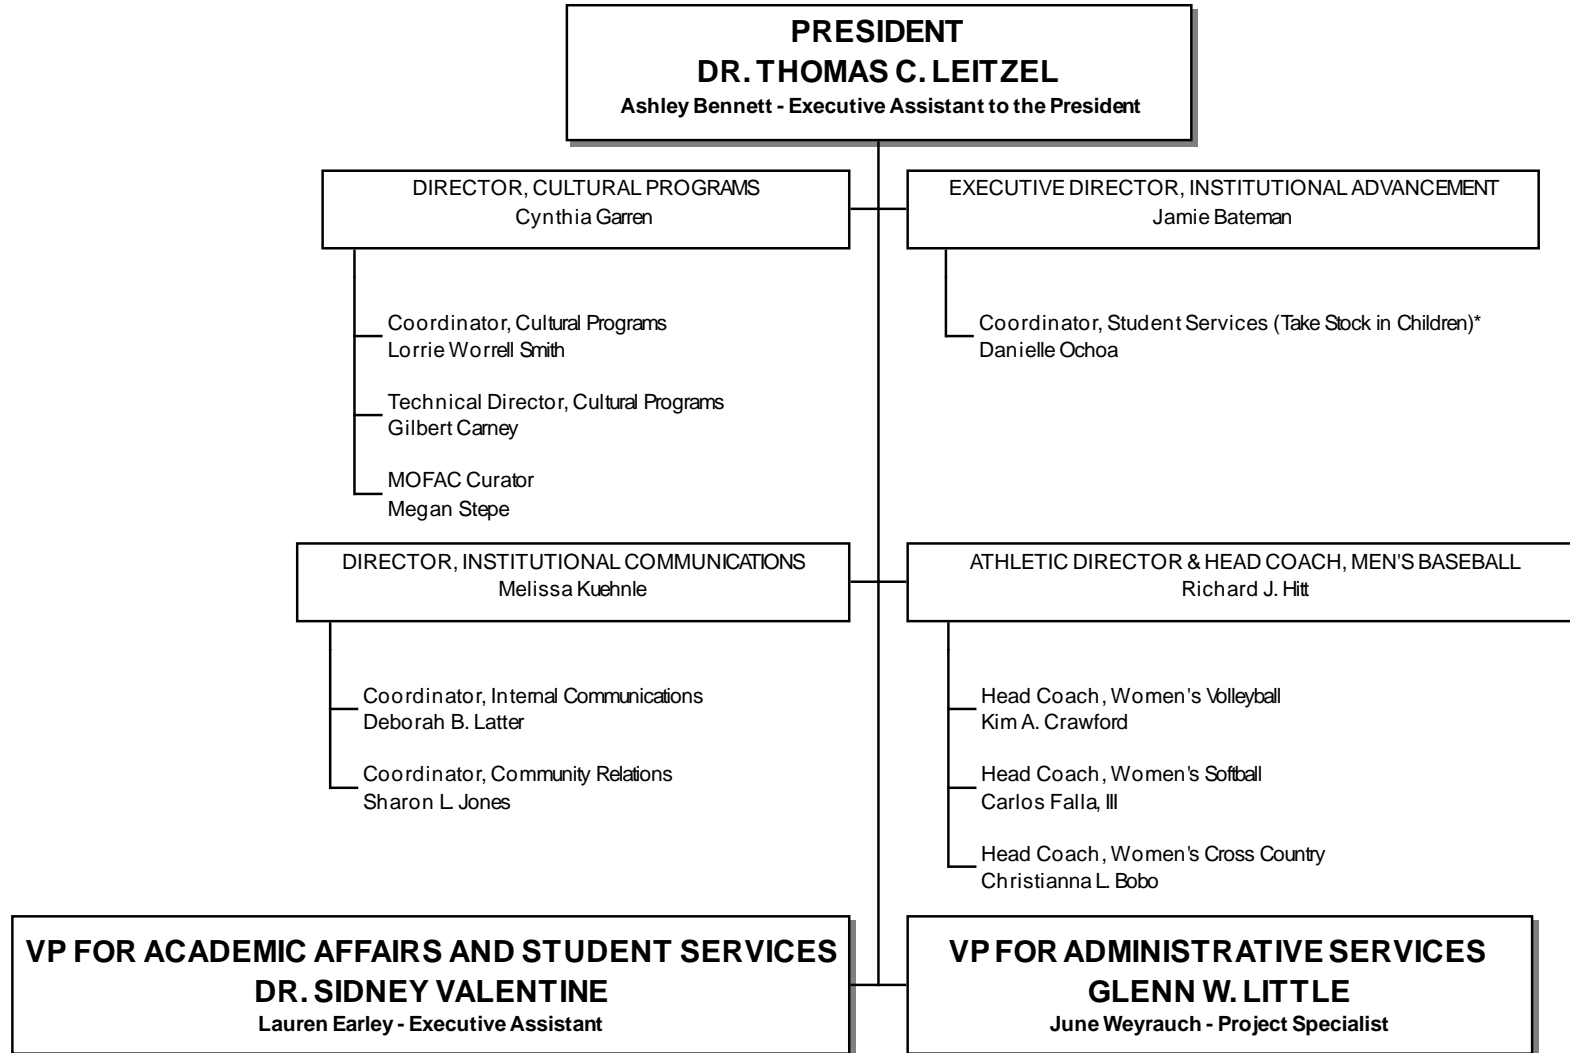 PRESIDENT
DR. THOMAS C. LEITZEL
Ashley Bennett - Executive Assistant to the President
DIRECTOR, CULTURAL PROGRAMS
Cynthia Garren
EXECUTIVE DIRECTOR, INSTITUTIONAL ADVANCEMENT
Jamie Bateman
Coordinator, Cultural Programs
Lorrie Worrell Smith
Technical Director, Cultural Programs
Gilbert Carney
MOFAC Curator
Megan Stepe
Coordinator, Student Services (Take Stock in Children)*
Danielle Ochoa
DIRECTOR, INSTITUTIONAL COMMUNICATIONS
Melissa Kuehnle
ATHLETIC DIRECTOR & HEAD COACH, MEN'S BASEBALL
Richard J. Hitt
Coordinator, Internal Communications
Deborah B. Latter
Coordinator, Community Relations
Sharon L. Jones
Head Coach, Women's Volleyball
Kim A. Crawford
Head Coach, Women's Softball
Carlos Falla, III
Head Coach, Women's Cross Country
Christianna L. Bobo
VP FOR ACADEMIC AFFAIRS AND STUDENT SERVICES
DR. SIDNEY VALENTINE
Lauren Earley - Executive Assistant
VP FOR ADMINISTRATIVE SERVICES
GLENN W. LITTLE
June Weyrauch - Project Specialist